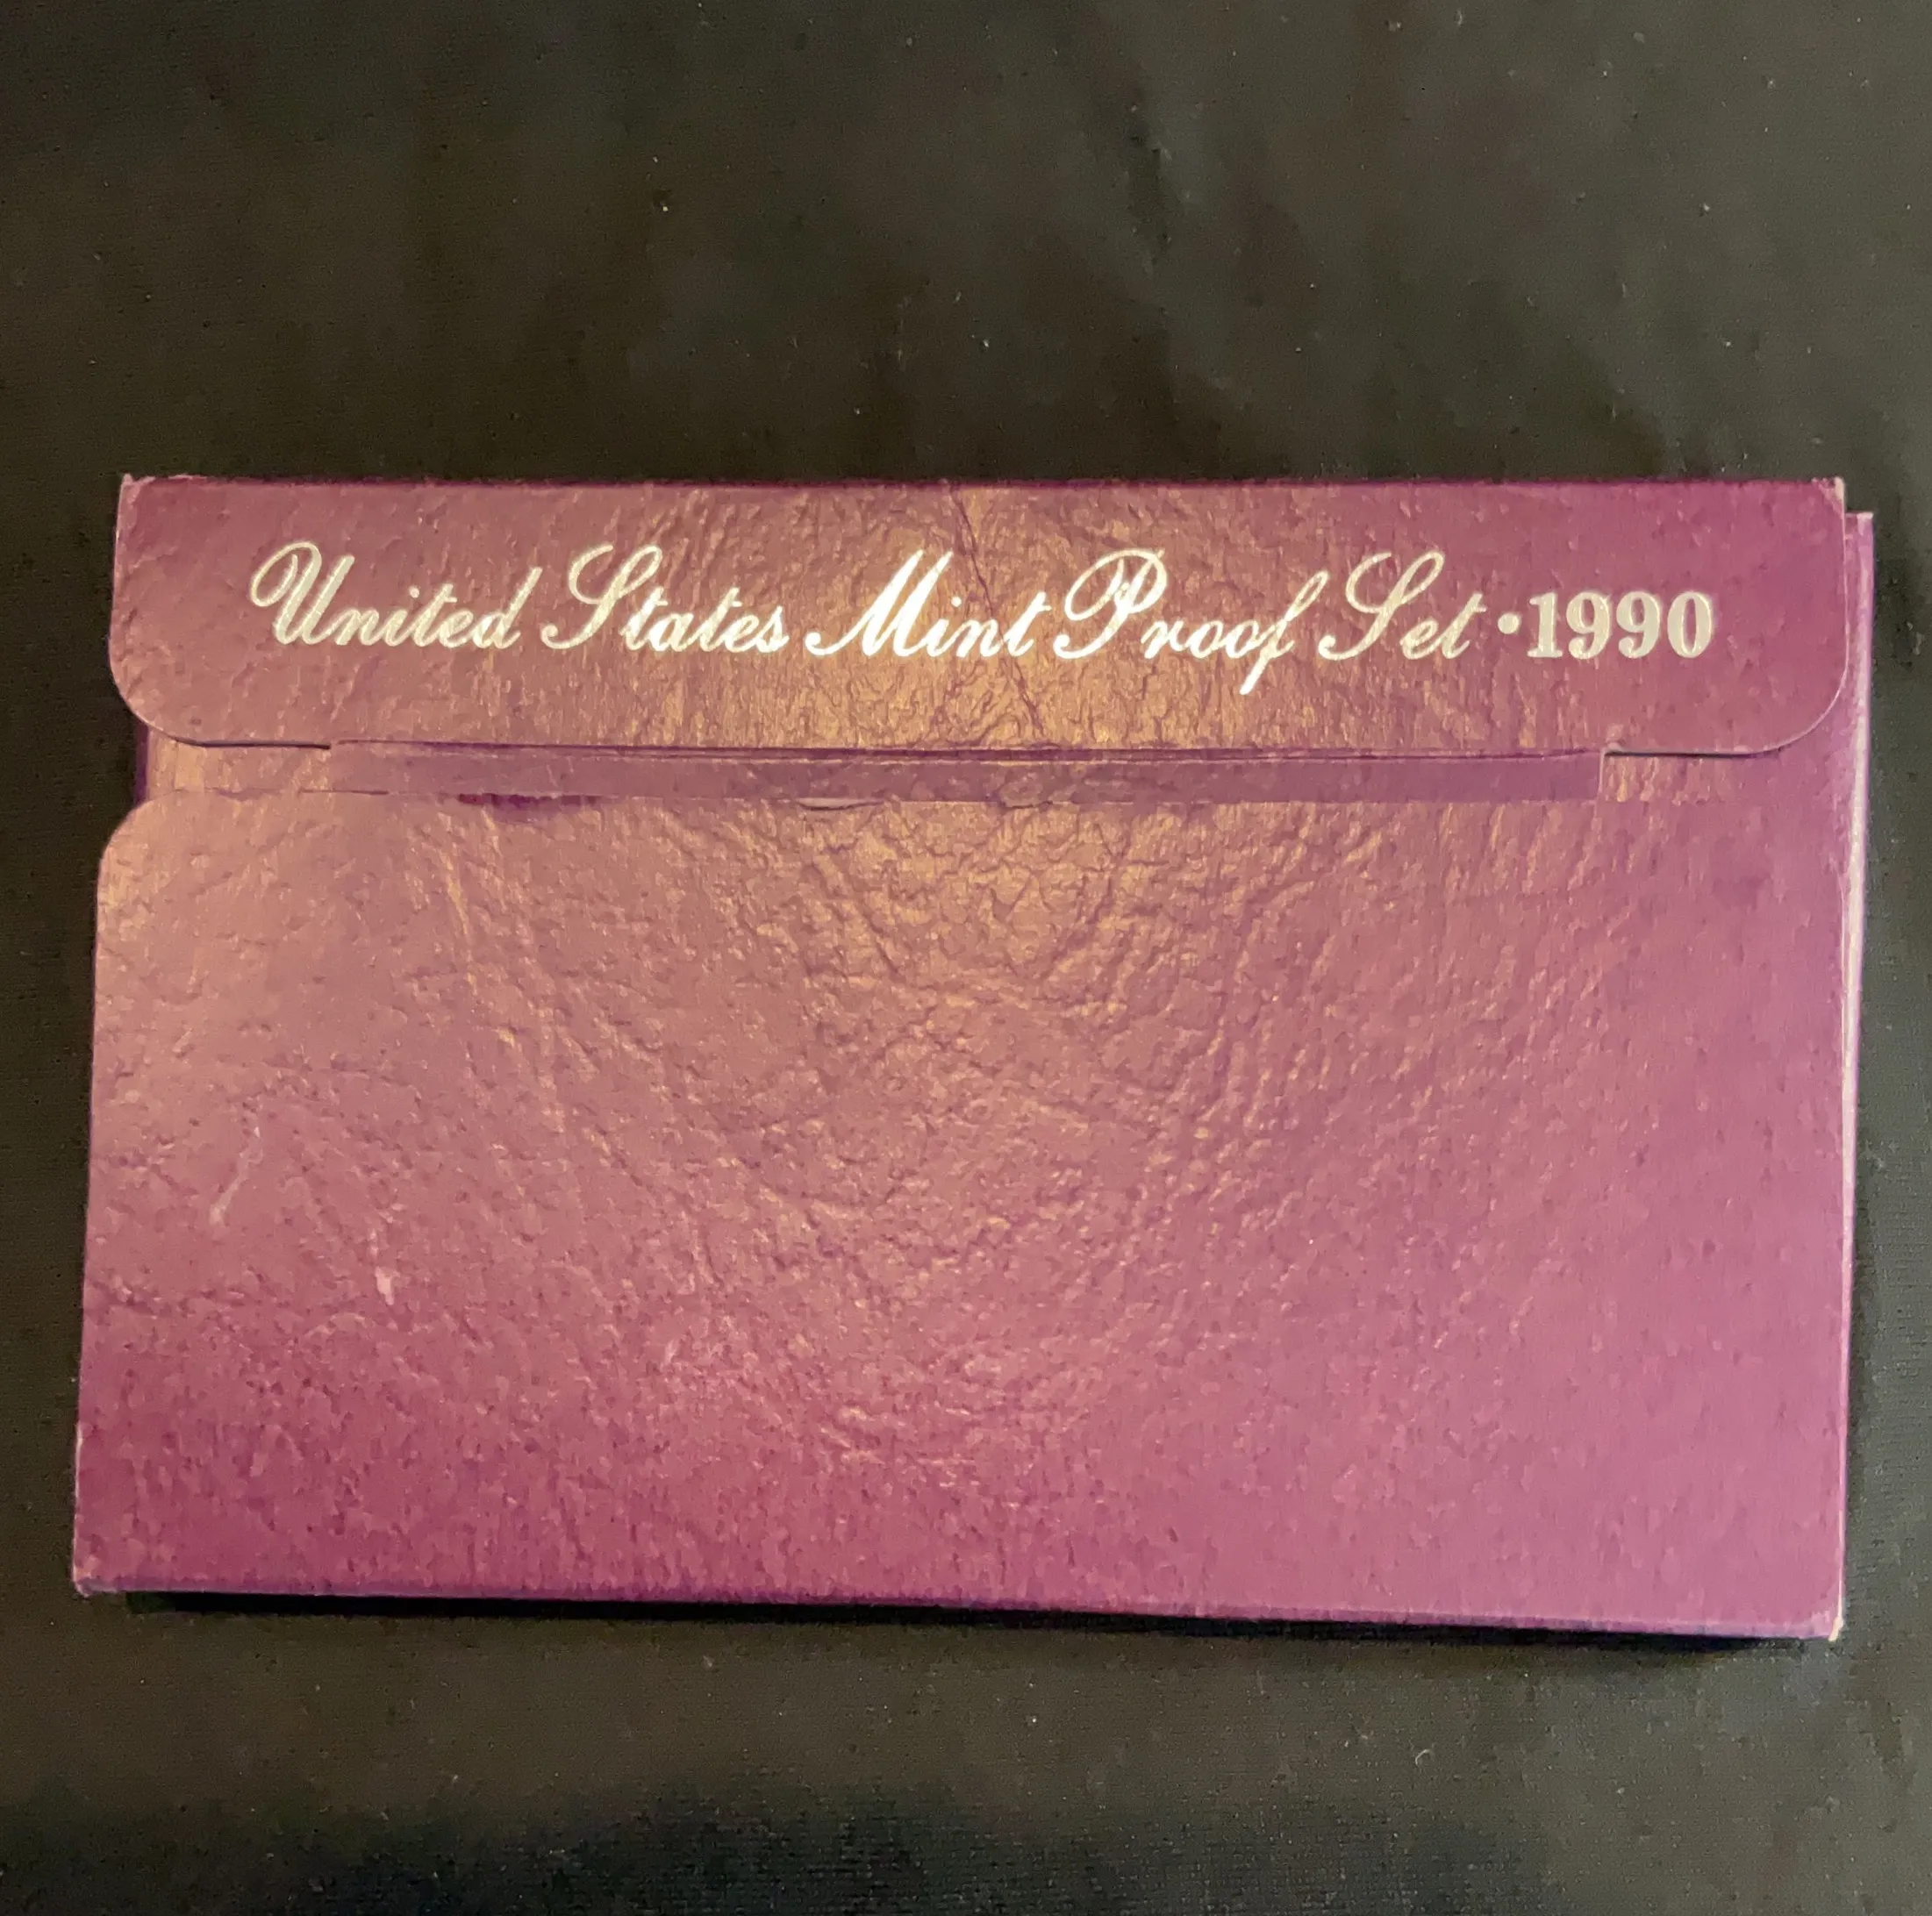 United States Mint Proof Set •1990